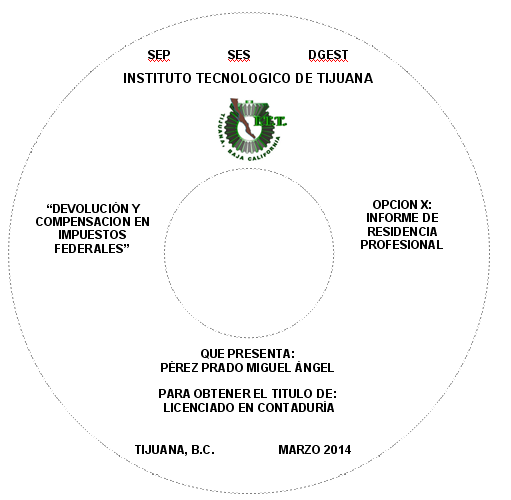 SEP SES DGEST
INSTITUTO TECNOLOGICO DE TIJUANA
I.T.
TIJUANA, BAJA CALIFORNIA
“DEVOLUCIÓN Y
COMPENSACION EN
IMPUESTOS
FEDERALES”
OPCION X:
INFORME DE
RESIDENCIA
PROFESIONAL
QUE PRESENTA:
PÉREZ PRADO MIGUEL ÁNGEL
PARA OBTENER EL TITULO DE:
LICENCIADO EN CONTADURÍA
TIJUANA, B.C. MARZO 2014